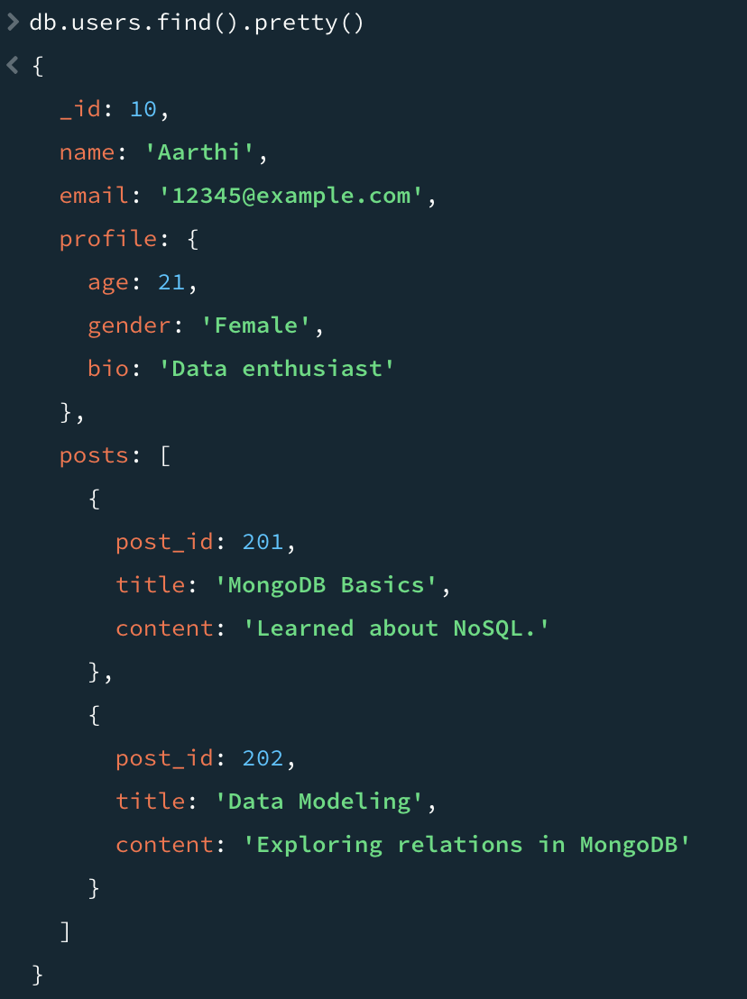 db.users.find().pretty()
{
_id: 10,
name: 'Aarthi',
email: '12345@example.com',
profile: {
age: 21,
gender: 'Female',
bio: 'Data enthusiast'
},
posts: [
{
post_id: 201,
title: 'MongoDB Basics',
content: 'Learned about NoSQL.'
},
{
post_id: 202,
title: 'Data Modeling',
content: 'Exploring relations in MongoDB'
}
]
}